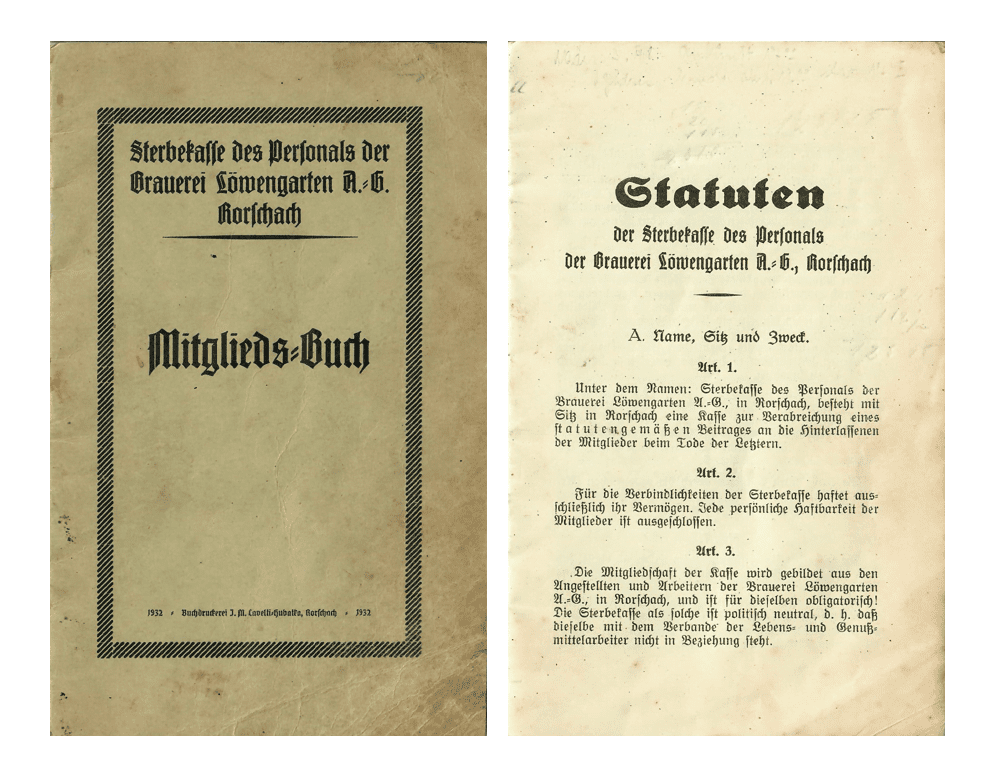 Sterbekasse des Personals der
Brauerei Löwengarten A.=G.
Rorschach
Mitglieds=Buch
1932 • Buchdruckerei J. M. Cavelti-Hubatka, Rorschach • 1932
Statuten
der Sterbekasse des Personals
der Brauerei Löwengarten A.=G., Rorschach
A. Name, Sitz und Zweck.
Art. 1.
Unter dem Namen: Sterbekasse des Personals der
Brauerei Löwengarten A.=G., in Rorschach, besteht mit
Sitz in Rorschach eine Kasse zur Verabreichung eines
statutengemäßen Beitrages an die Hinterlassenen
der Mitglieder beim Tode der Letztern.
Art. 2.
Für die Verbindlichkeiten der Sterbekasse haftet aus=
schließlich ihr Vermögen. Jede persönliche Haftbarkeit der
Mitglieder ist ausgeschlossen.
Art. 3.
Die Mitgliedschaft der Kasse wird gebildet aus den
Angestellten und Arbeitern der Brauerei Löwengarten
A.=G., in Rorschach, und ist für dieselben obligatorisch!
Die Sterbekasse als solche ist politisch neutral, d. h. daß
dieselbe mit dem Verbande der Lebens= und Genuß=
mittelarbeiter nicht in Beziehung steht.